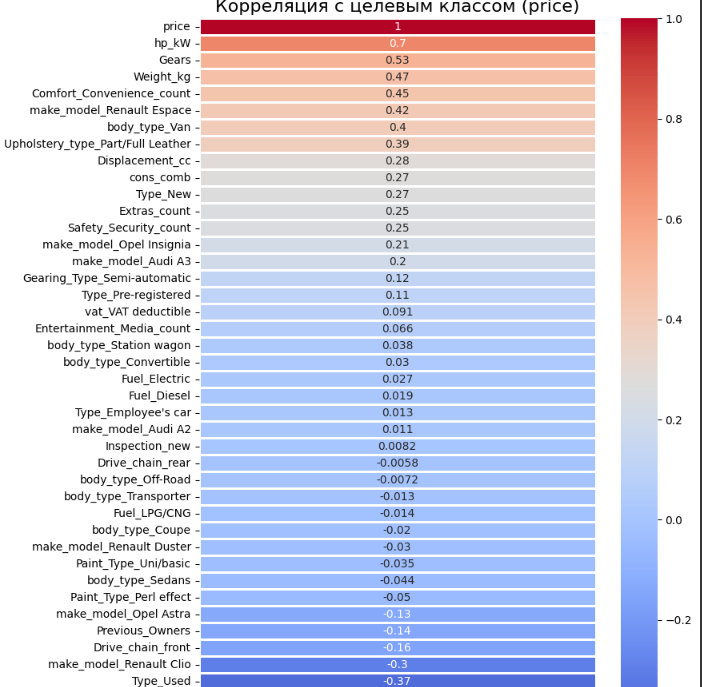 Корреляция с целевым классом (price)
price 1
hp_kW 0.7
Gears 0.53
Weight_kg 0.47
Comfort_Convenience_count 0.45
make_model_Renault Espace 0.42
body_type_Van 0.4
Upholstery_type_Part/Full Leather 0.39
Displacement_cc 0.28
cons_comb 0.27
Type_New 0.27
Extras_count 0.25
Safety_Security_count 0.25
make_model_Opel Insignia 0.21
make_model_Audi A3 0.2
Gearing_Type_Semi-automatic 0.12
Type_Pre-registered 0.11
vat_VAT deductible 0.091
Entertainment_Media_count 0.066
body_type_Station wagon 0.038
body_type_Convertible 0.03
Fuel_Electric 0.027
Fuel_Diesel 0.019
Type_Employee's car 0.013
make_model_Audi A2 0.011
Inspection_new 0.0082
Drive_chain_rear -0.0058
body_type_Off-Road -0.0072
body_type_Transporter -0.013
Fuel_LPG/CNG -0.014
body_type_Coupe -0.02
make_model_Renault Duster -0.03
Paint_Type_Uni/basic -0.035
body_type_Sedans -0.044
Paint_Type_Perl effect -0.05
make_model_Opel Astra -0.13
Previous_Owners -0.14
Drive_chain_front -0.16
make_model_Renault Clio -0.3
Type_Used -0.37
1.0
0.8
0.6
0.4
0.2
0.0
−0.2